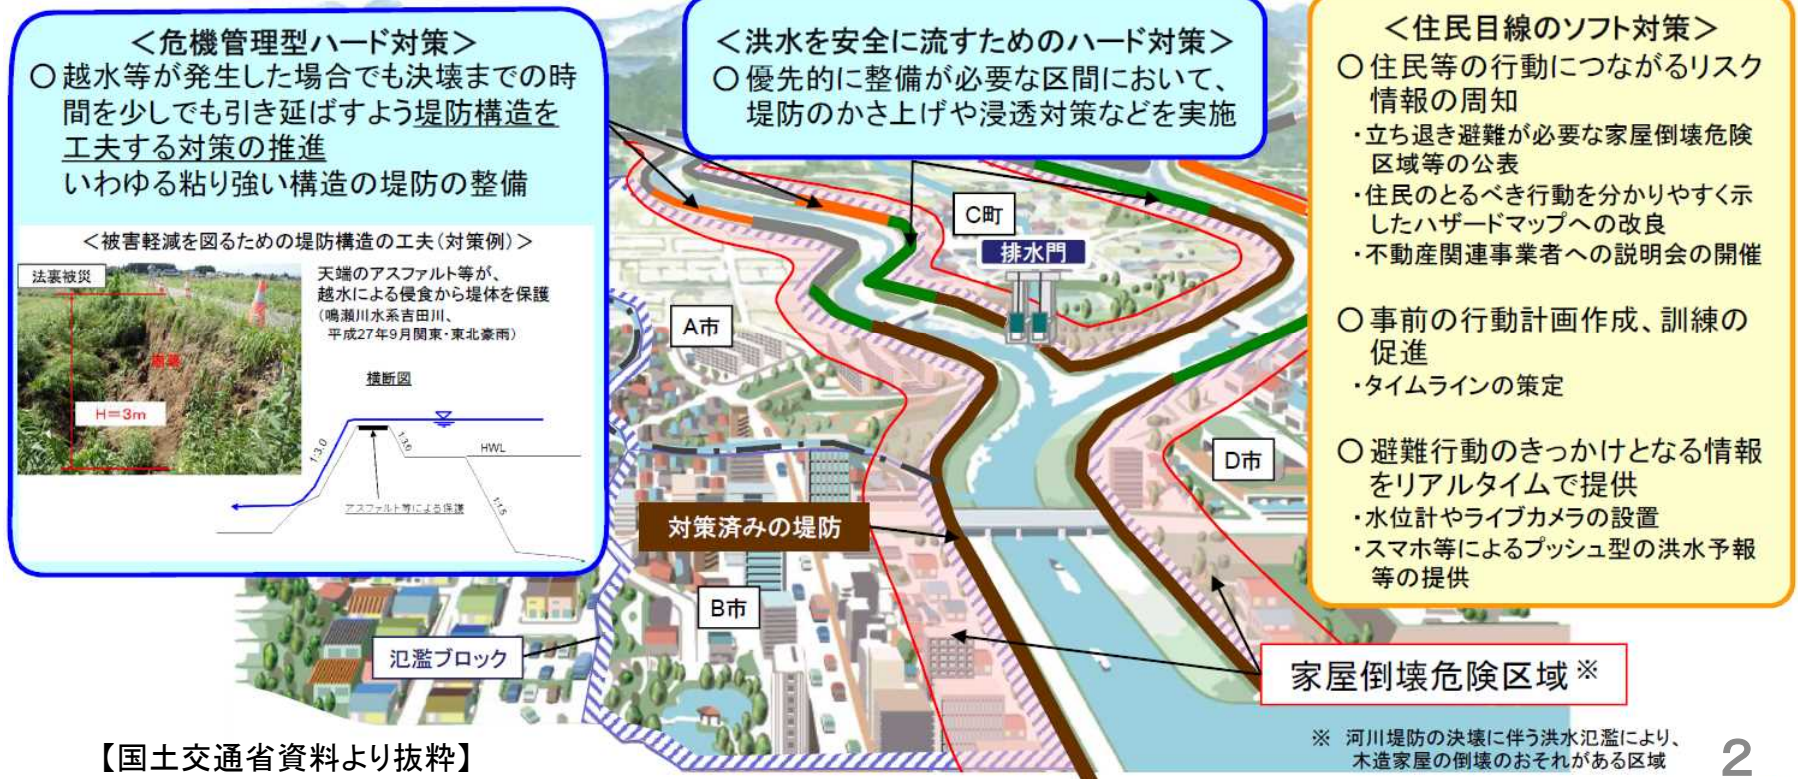 ＜危機管理型ハード対策＞
○越水等が発生した場合でも決壊までの時
間を少しでも引き延ばすよう堤防構造を
工夫する対策の推進
いわゆる粘り強い構造の堤防の整備
＜被害軽減を図るための堤防構造の工夫(対策例)＞
法裏被災
H=3m
天端のアスファルト等が、
越水による侵食から堤体を保護
(鳴瀬川水系吉田川、
平成27年9月関東・東北豪雨)
横断図
1:3.0
HWL
1:1.5
アスファルト等による保護
＜洪水を安全に流すためのハード対策＞
○優先的に整備が必要な区間において、
堤防のかさ上げや浸透対策などを実施
C町
排水門
A市
D市
対策済みの堤防
B市
氾濫ブロック
＜住民目線のソフト対策＞
○住民等の行動につながるリスク
情報の周知
・立ち退き避難が必要な家屋倒壊危険
区域等の公表
・住民のとるべき行動を分かりやすく示
したハザードマップへの改良
・不動産関連事業者への説明会の開催
○事前の行動計画作成、訓練の
促進
・タイムラインの策定
○避難行動のきっかけとなる情報
をリアルタイムで提供
・水位計やライブカメラの設置
・スマホ等によるプッシュ型の洪水予報
等の提供
家屋倒壊危険区域※
※ 河川堤防の決壊に伴う洪水氾濫により、
木造家屋の倒壊のおそれがある区域
【国土交通省資料より抜粋】
2